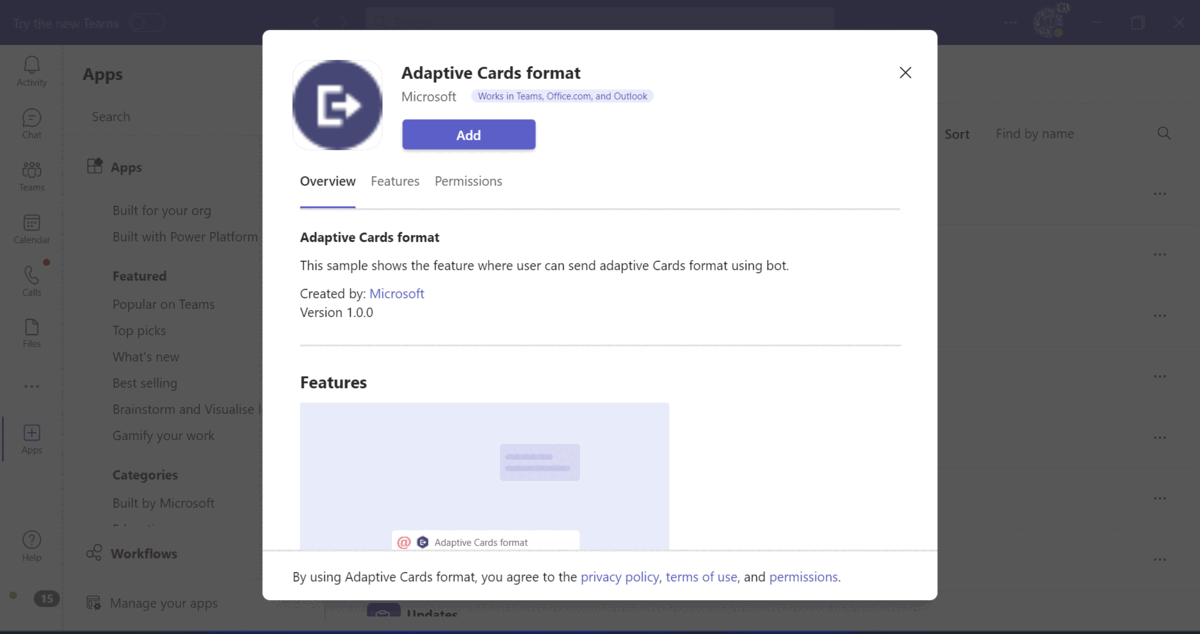 Try the new Teams
Activity
Chat
Teams
Calendar
Calls
Files
Apps
Help
15
Apps
Search
Apps
Built for your org
Built with Power Platform
Featured
Popular on Teams
Top picks
What's new
Best selling
Brainstorm and Visualise
Gamify your work
Categories
Built by Microsoft
Workflows
Manage your apps
Adaptive Cards format
Microsoft
Works in Teams, Office.com, and Outlook
Add
Overview Features Permissions
Adaptive Cards format
This sample shows the feature where user can send adaptive Cards format using bot.
Created by: Microsoft
Version 1.0.0
Features
@ Adaptive Cards format
By using Adaptive Cards format, you agree to the privacy policy, terms of use, and permissions.
Sort
Find by name
Updates